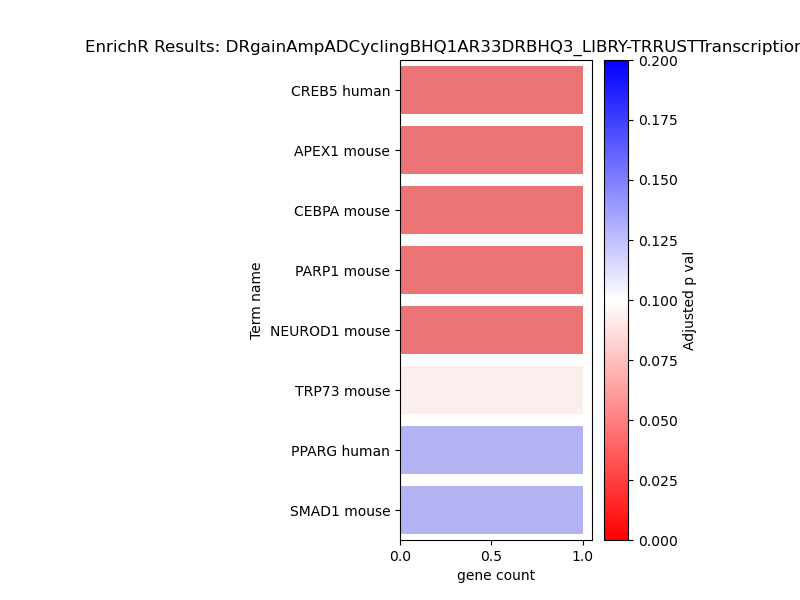 EnrichR Results: DRgainAmpADCyclingBHQ1AR33DRBHQ3_LIBRY-TRRUSTTranscription
CREB5 human
APEX1 mouse
CEBPA mouse
PARP1 mouse
NEUROD1 mouse
TRP73 mouse
PPARG human
SMAD1 mouse
Term name
0.0
0.5
1.0
gene count
0.200
0.175
0.150
0.125
0.100
0.075
0.050
0.025
0.000
Adjusted p val